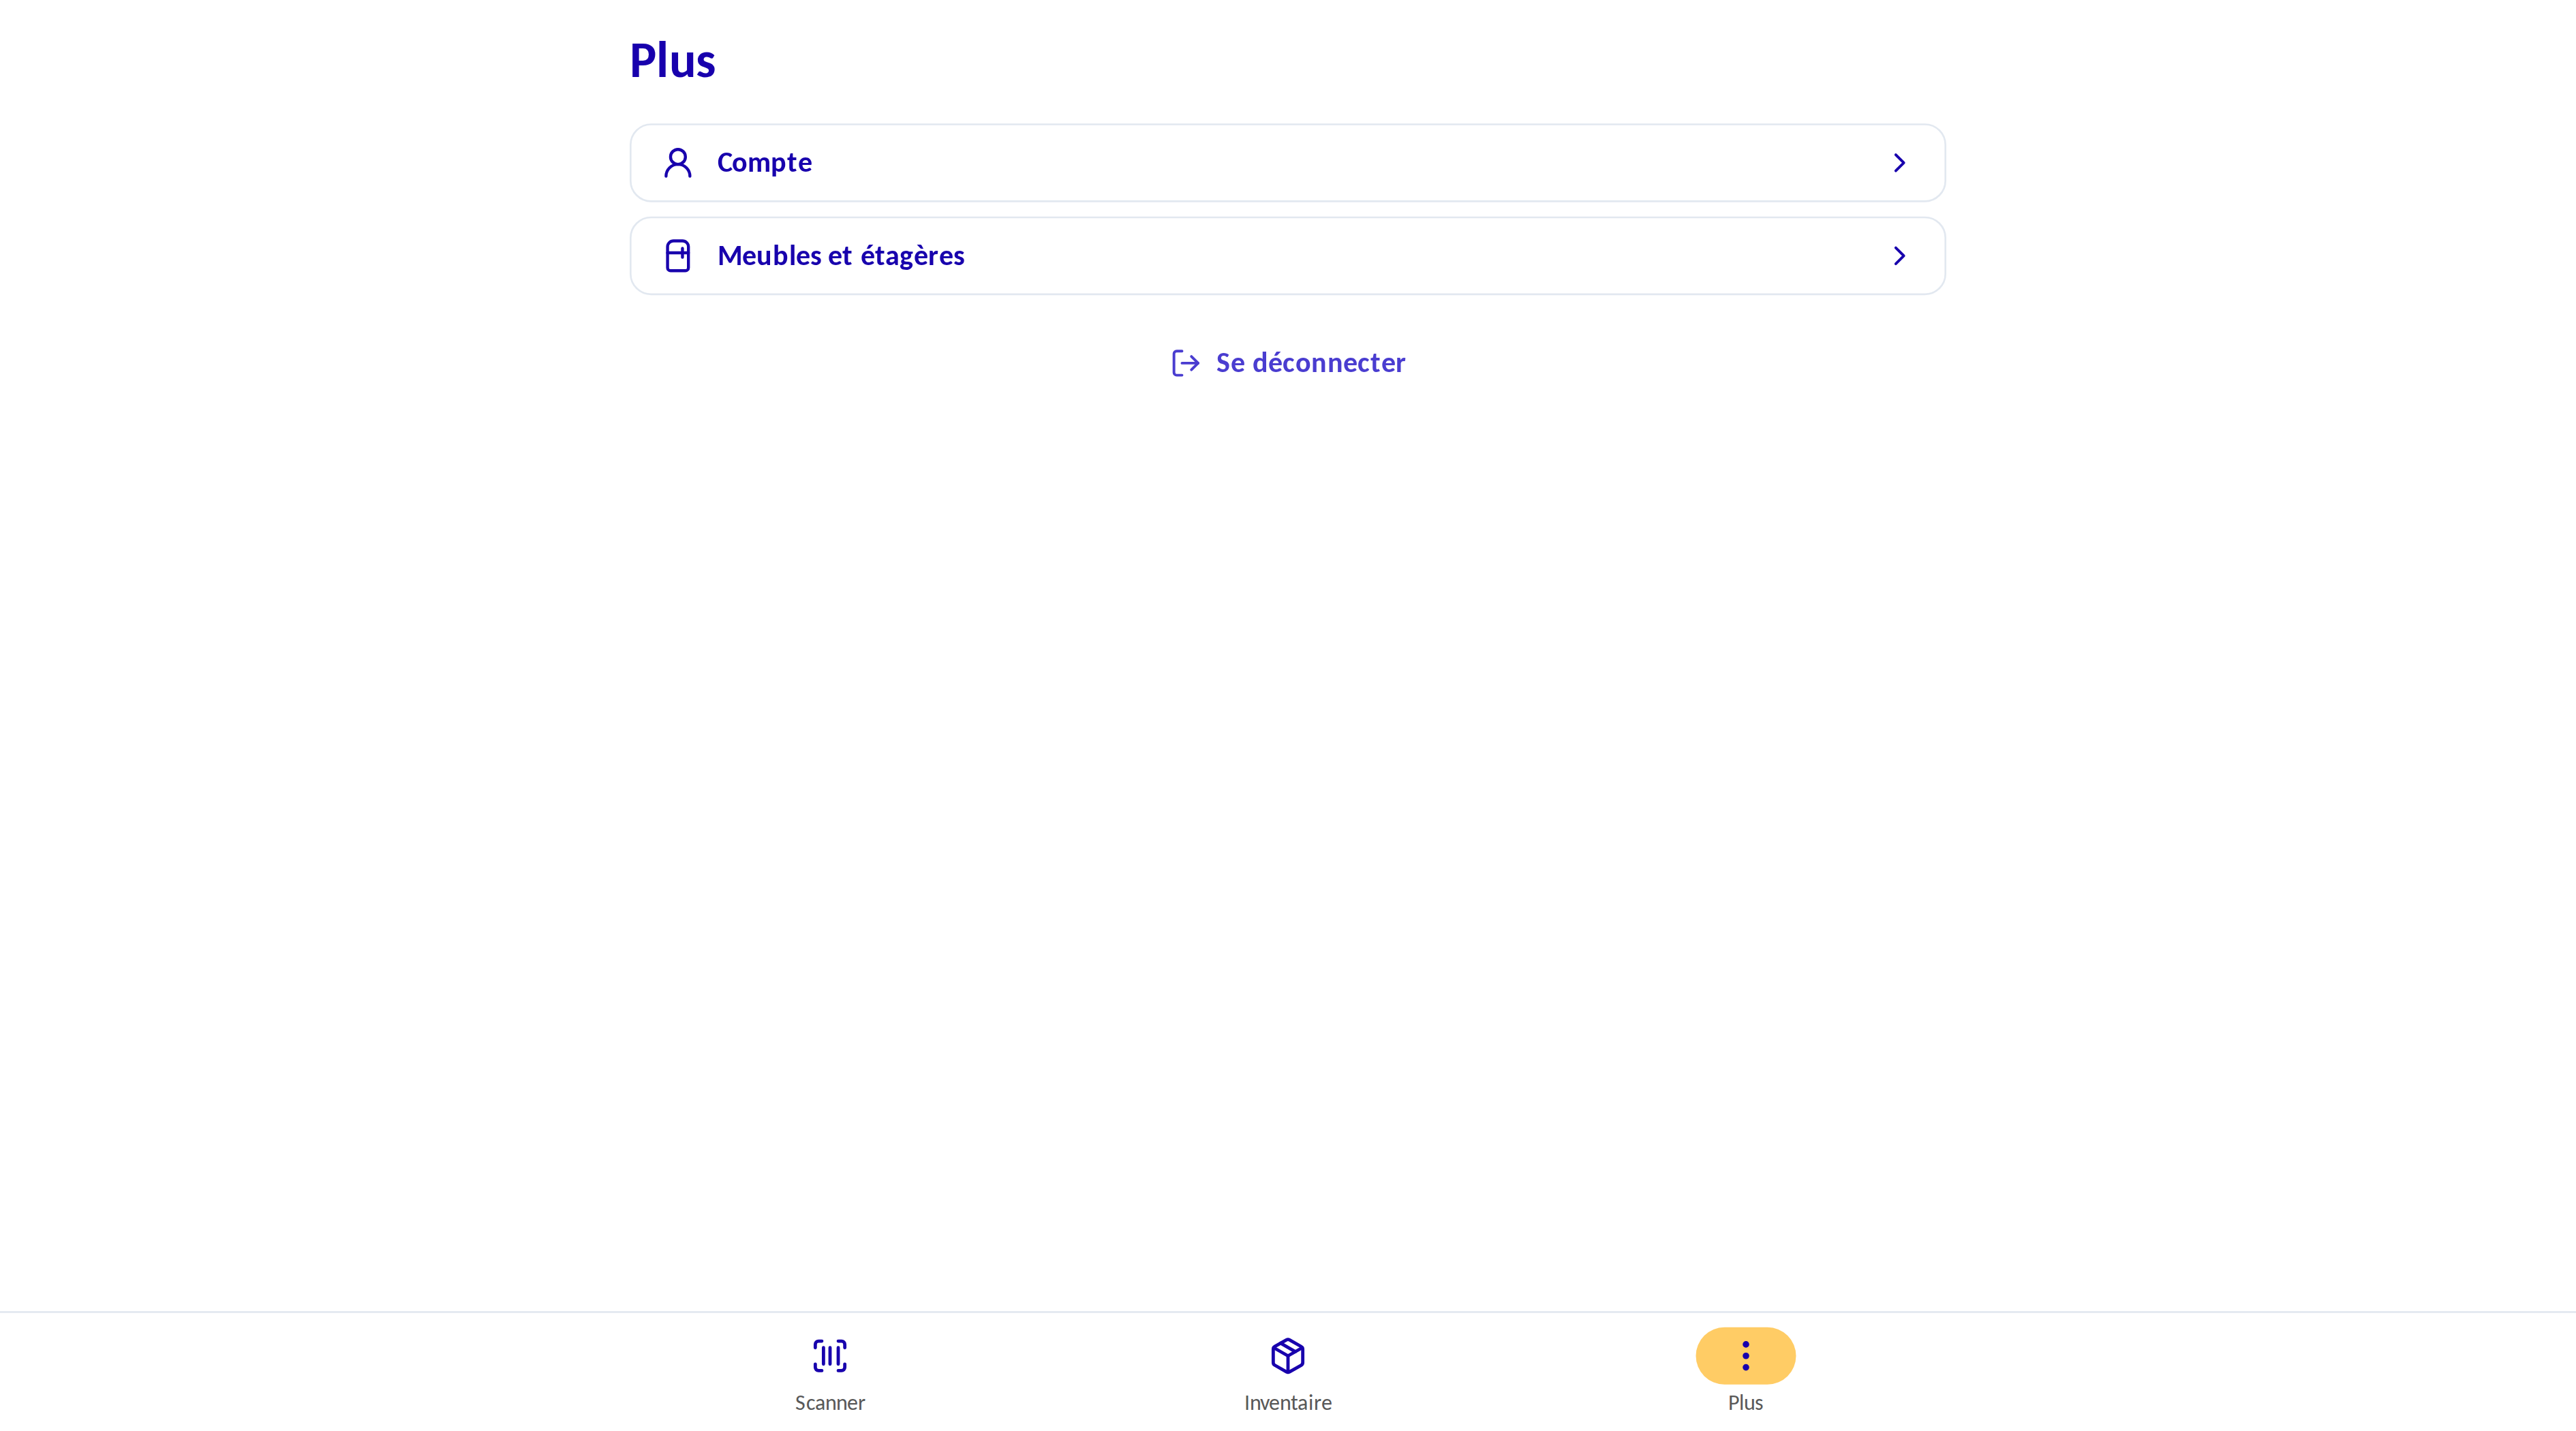 Plus
Compte
Meubles et étagères
Se déconnecter
Scanner
Inventaire
Plus